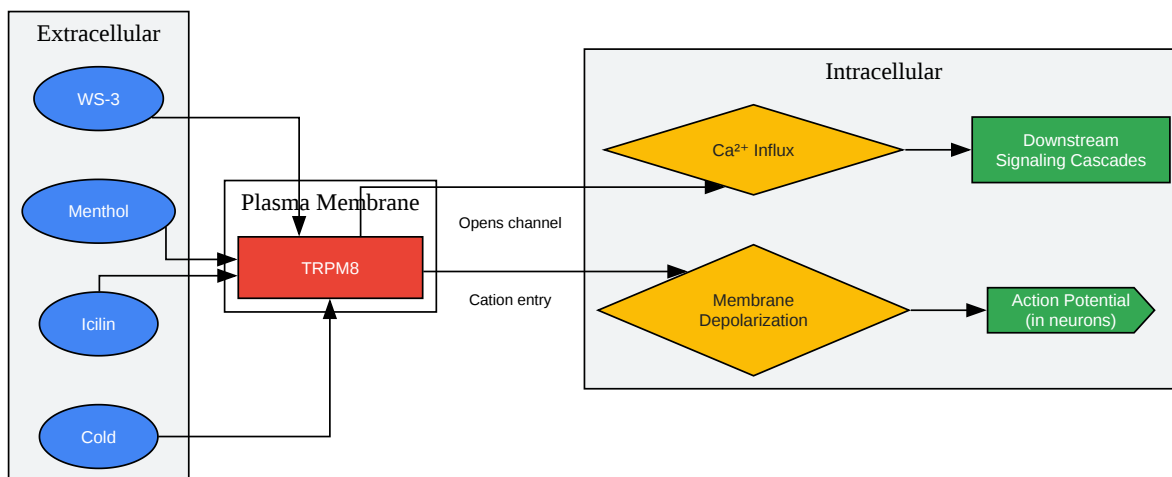 Extracellular
WS-3
Menthol
Icilin
Cold
Plasma Membrane
TRPM8
Opens channel
Cation entry
Intracellular
Ca²⁺ Influx
Downstream
Signaling Cascades
Membrane
Depolarization
Action Potential
(in neurons)